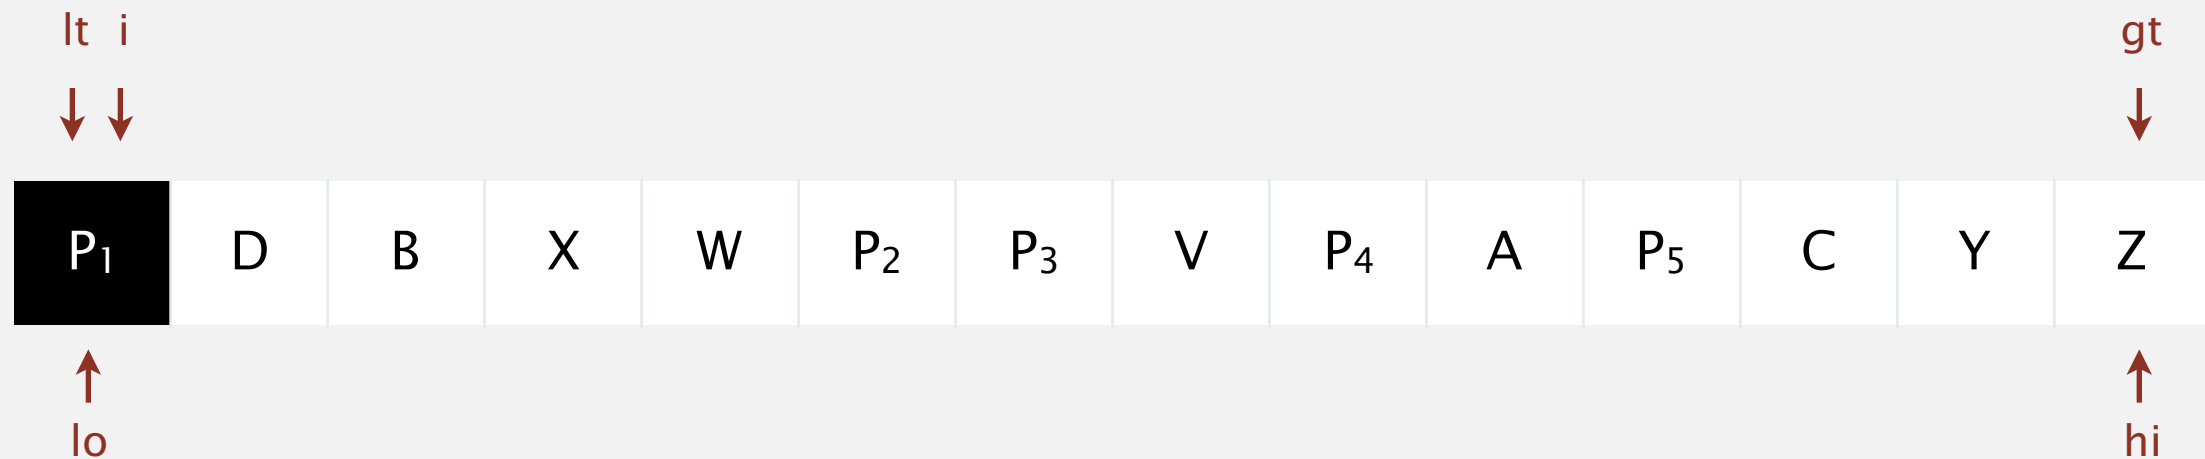 lt i gt
P₁ D B X W P₂ P₃ V P₄ A P₅ C Y Z
lo hi